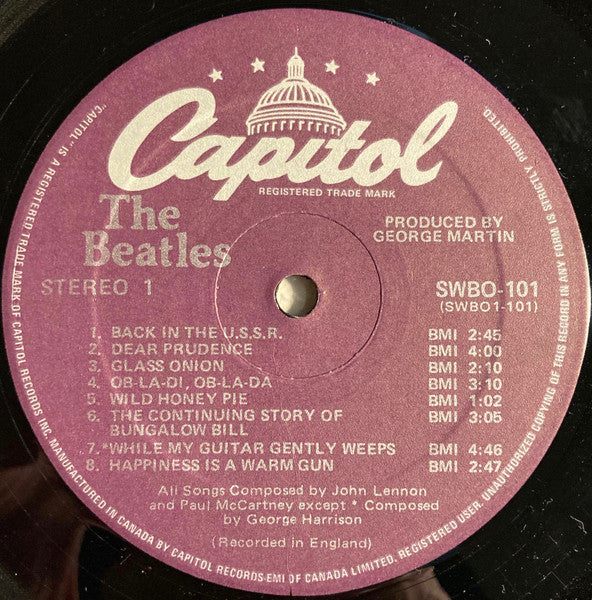 Capitol
REGISTERED TRADE MARK
The
Beatles
PRODUCED BY
GEORGE MARTIN
STEREO 1
SWBO-101
(SWBO1-101)
1. BACK IN THE U.S.S.R. BMI 2:45
2. DEAR PRUDENCE BMI 4:00
3. GLASS ONION BMI 2:10
4. OB-LA-DI, OB-LA-DA BMI 3:10
5. WILD HONEY PIE BMI 1:02
6. THE CONTINUING STORY OF
BUNGALOW BILL BMI 3:05
7.*WHILE MY GUITAR GENTLY WEEPS BMI 4:46
8. HAPPINESS IS A WARM GUN BMI 2:47
All Songs Composed by John Lennon
and Paul McCartney except * Composed
by George Harrison
(Recorded in England)
"CAPITOL" IS A REGISTERED TRADE MARK OF CAPITOL RECORDS INC. MANUFACTURED IN CANADA BY CAPITOL RECORDS-EMI OF CANADA LIMITED. REGISTERED USER. UNAUTHORIZED COPYING OF THIS RECORD IN ANY FORM IS STRICTLY PROHIBITED.